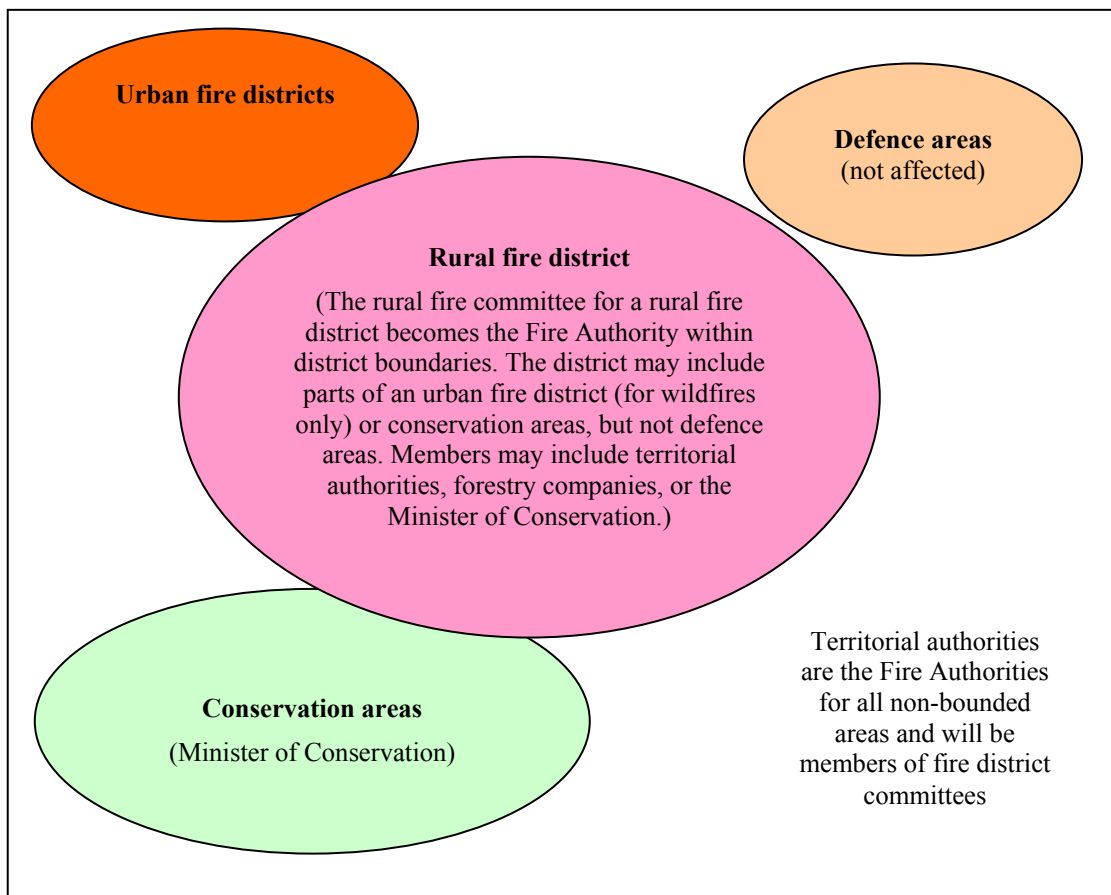 Urban fire districts
Defence areas
(not affected)
Rural fire district
(The rural fire committee for a rural fire
district becomes the Fire Authority within
district boundaries. The district may include
parts of an urban fire district (for wildfires
only) or conservation areas, but not defence
areas. Members may include territorial
authorities, forestry companies, or the
Minister of Conservation.)
Conservation areas
(Minister of Conservation)
Territorial authorities
are the Fire Authorities
for all non-bounded
areas and will be
members of fire district
committees